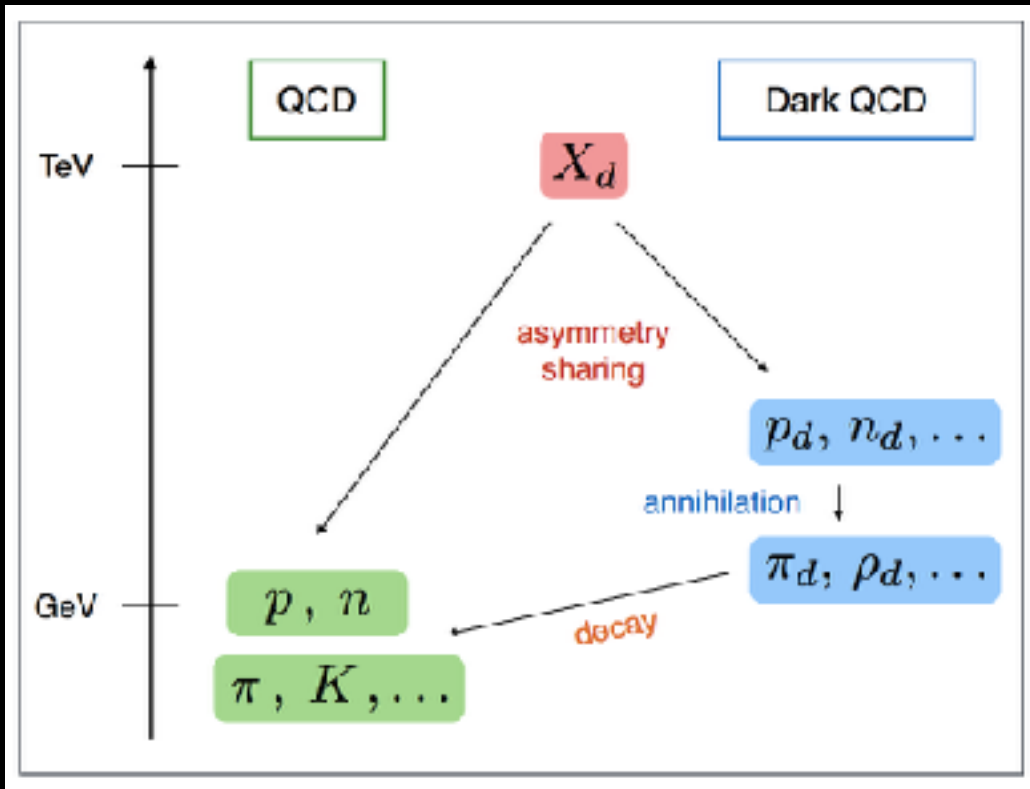 QCD
Dark QCD
TeV
X_d
asymmetry
sharing
p_d, n_d, ...
annihilation
π_d, ρ_d, ...
GeV
p, n
decay
π, K, ...